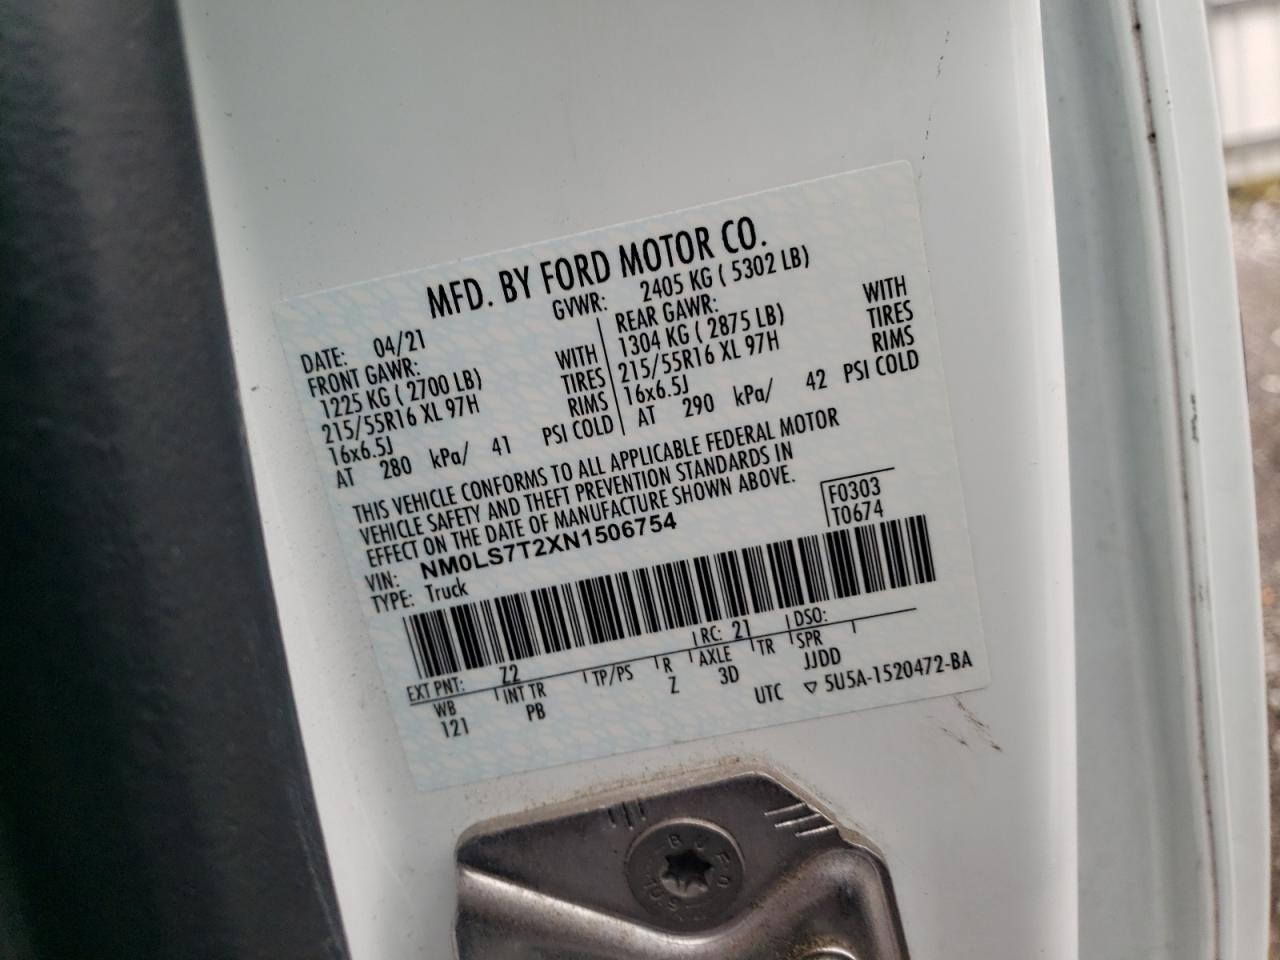 MFD. BY FORD MOTOR CO.
DATE: 04/21 GVWR: 2405 KG ( 5302 LB)
FRONT GAWR: REAR GAWR:
1225 KG ( 2700 LB) WITH 1304 KG ( 2875 LB) WITH
215/55R16 XL 97H TIRES 215/55R16 XL 97H TIRES
16x6.5J RIMS 16x6.5J RIMS
AT 280 kPa/ 41 PSI COLD AT 290 kPa/ 42 PSI COLD
THIS VEHICLE CONFORMS TO ALL APPLICABLE FEDERAL MOTOR
VEHICLE SAFETY AND THEFT PREVENTION STANDARDS IN
EFFECT ON THE DATE OF MANUFACTURE SHOWN ABOVE.
VIN: NM0LS7T2XN1506754 F0303
TYPE: Truck T0674
EXT PNT: Z2 RC: 21 DSO:
WB INT TR TP/PS R AXLE TR SPR
121 PB Z 3D JJDD
UTC ▽ 5U5A-1520472-BA